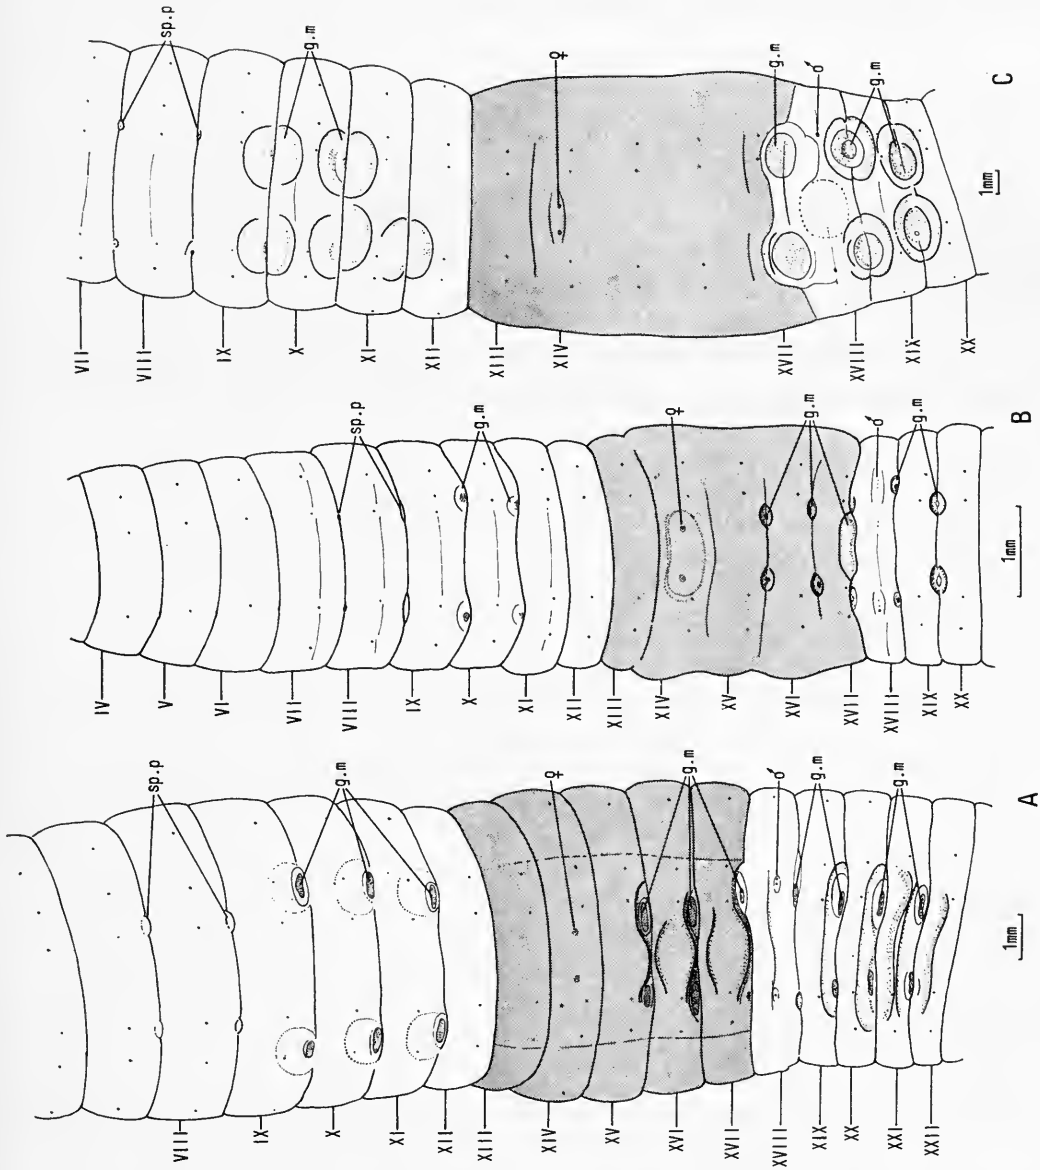 sp.p
g.m
♀
g.m
♂
g.m
VII
VIII
IX
X
XI
XII
XIII
XIV
XVII
XVIII
XIX
XX
1mm
C
sp.p
g.m
♀
g.m
♂
g.m
IV
V
VI
VII
VIII
IX
X
XI
XII
XIII
XIV
XV
XVI
XVII
XVIII
XIX
XX
1mm
B
sp.p
g.m
♀
g.m
♂
g.m
g.m
VIII
IX
X
XI
XII
XIII
XIV
XV
XVI
XVII
XVIII
XIX
XX
XXI
XXII
1mm
A